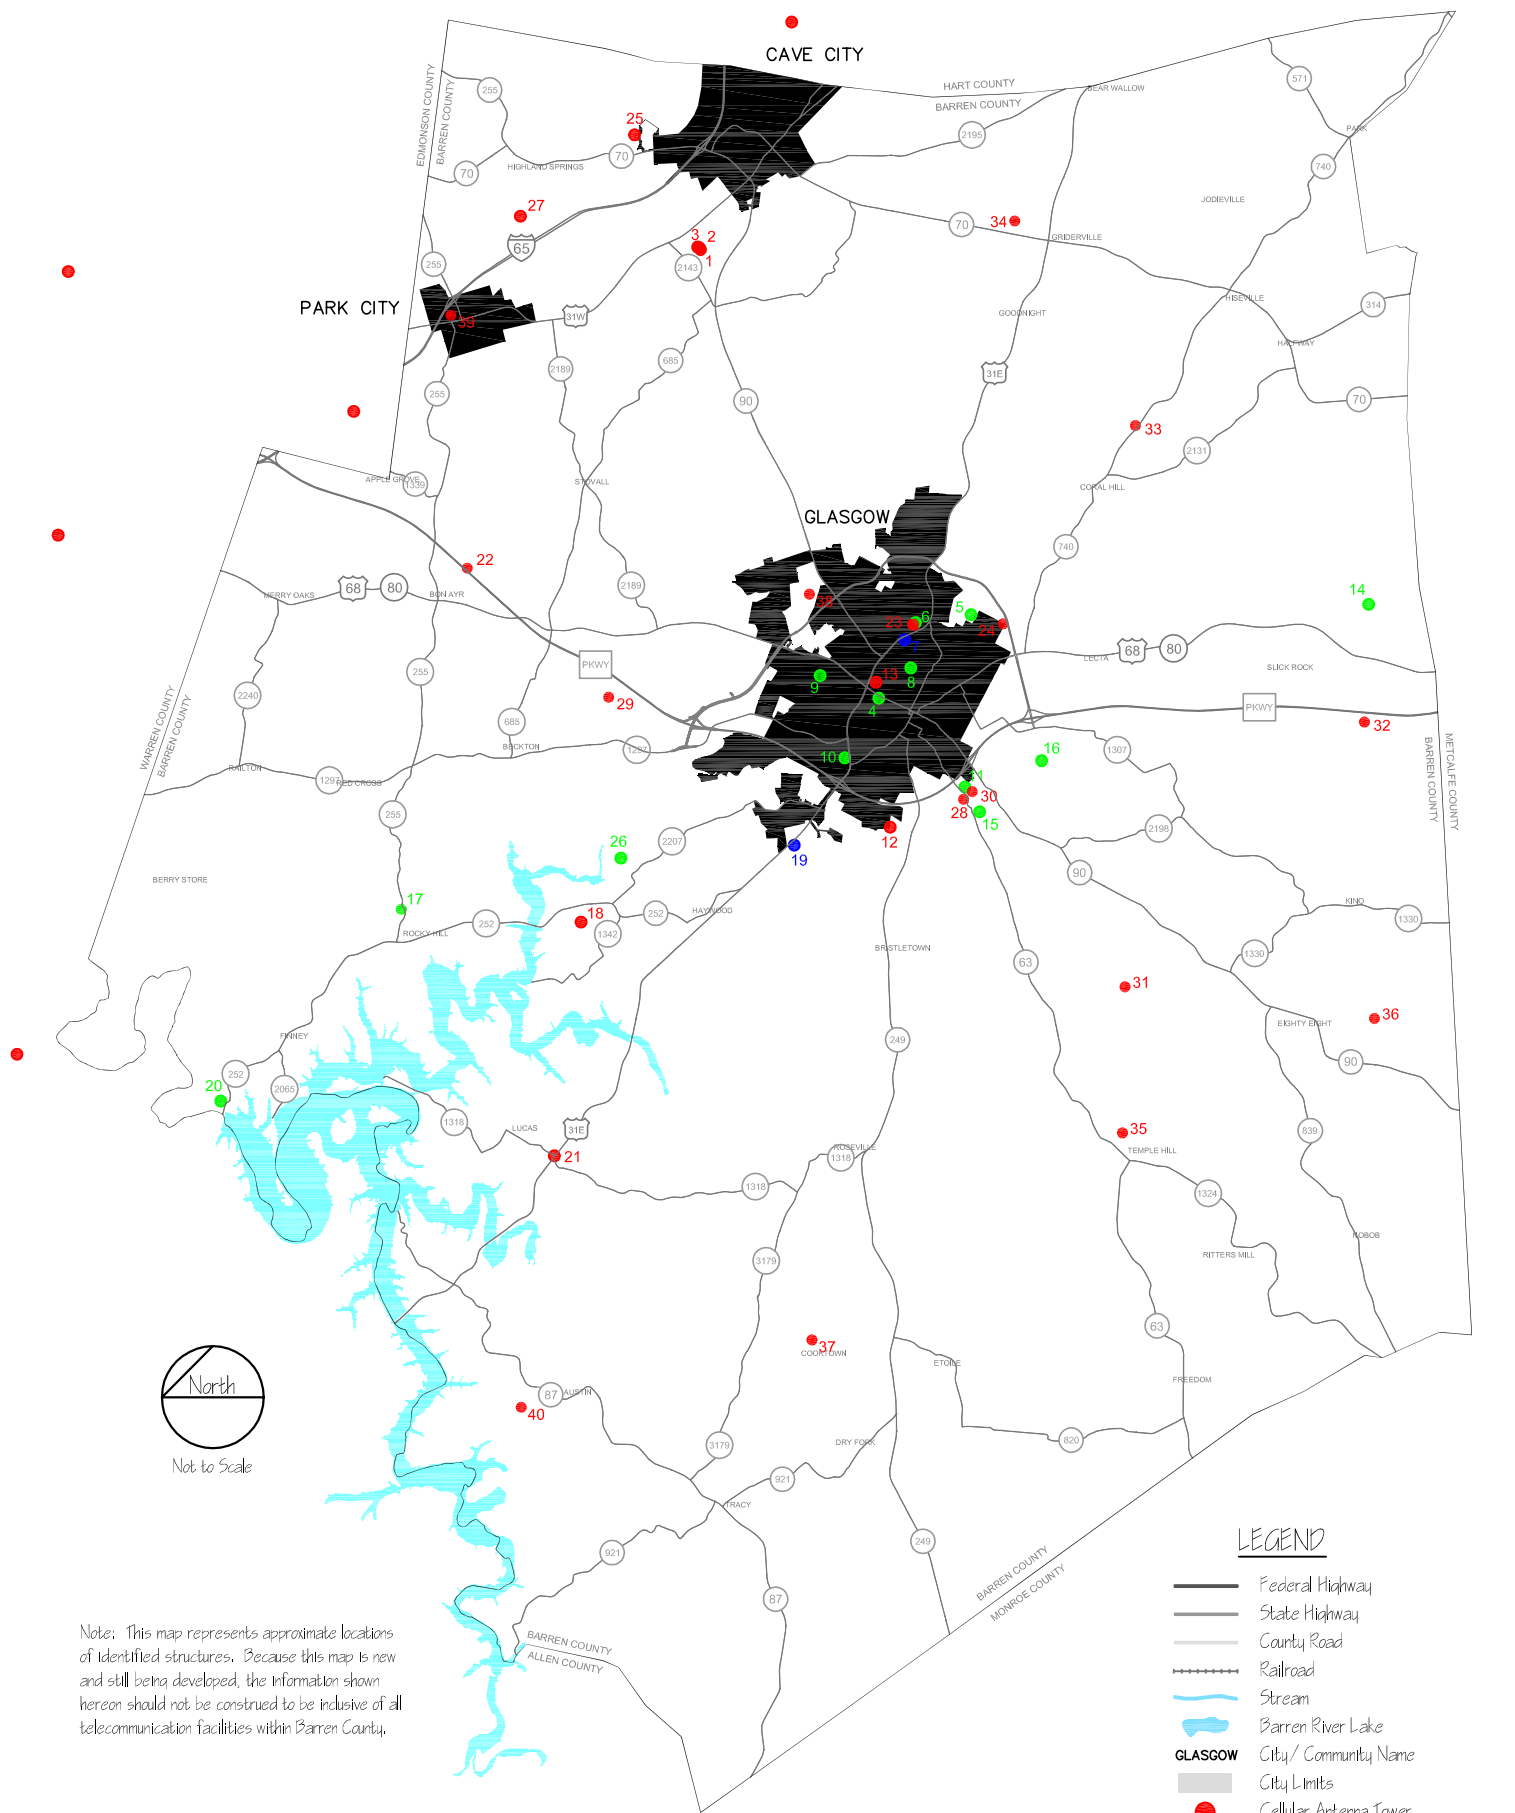 CAVE CITY
HART COUNTY
BARREN COUNTY
BEAR WALLOW
571
PARK
EDMONSON COUNTY
BARREN COUNTY
255
25
70
HIGHLAND SPRINGS
70
2195
740
JODIEVILLE
27
65
3 2
1
2143
70
34
GRIDERVILLE
255
PARK CITY
39
31W
HISEVILLE
314
GOODNIGHT
HALFWAY
2189
685
31E
255
90
70
33
2131
APPLE GROVE
1339
STOVALL
CORAL HILL
GLASGOW
740
22
68
80
MERRY OAKS
BON AYR
2189
38
5
14
23
6
24
7
68
80
LECTA
SLICK ROCK
PKWY
255
8
13
9
4
2240
29
PKWY
32
WARREN COUNTY
BARREN COUNTY
685
BECKTON
1297
10
16
1307
METCALFE COUNTY
BARREN COUNTY
RAILTON
1297
RED CROSS
11
30
28
15
255
12
2198
26
2207
19
90
BERRY STORE
17
18
252
252
HAYWOOD
KINO
1330
ROCKY HILL
1342
BRISTLETOWN
63
1330
31
36
FINNEY
EIGHTY EIGHT
249
90
252
20
2065
1318
LUCAS
31E
35
839
21
ROSEVILLE
1318
TEMPLE HILL
1318
1324
NOBOB
RITTERS MILL
3179
63
37
COOKTOWN
ETOILE
FREEDOM
North
87
AUSTIN
40
Not to Scale
3179
DRY FORK
820
921
TRACY
249
921
BARREN COUNTY
MONROE COUNTY
87
BARREN COUNTY
ALLEN COUNTY
Note: This map represents approximate locations
of identified structures. Because this map is new
and still being developed, the information shown
hereon should not be construed to be inclusive of all
telecommunication facilities within Barren County.
LEGEND
Federal Highway
State Highway
County Road
Railroad
Stream
Barren River Lake
GLASGOW City / Community Name
City Limits
Cellular Antenna Tower